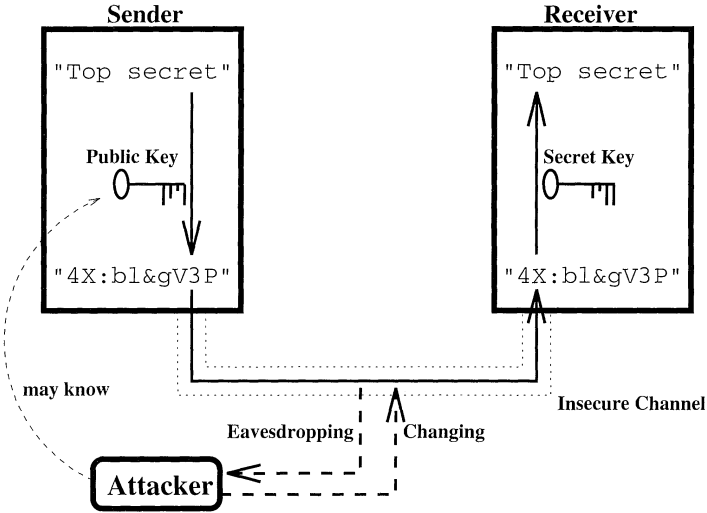 Sender
Receiver
"Top secret"
"Top secret"
Public Key
Secret Key
"4X:bl&gV3P"
"4X:bl&gV3P"
may know
Insecure Channel
Eavesdropping
Changing
Attacker